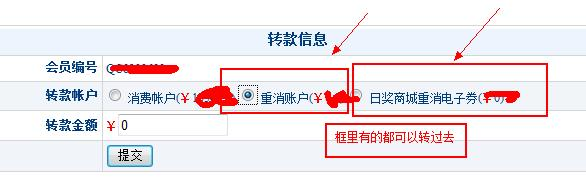 转款信息
会员编号
转款帐户 消费帐户(￥1 重消账户(￥ 日奖商城重消电子券(￥0)
转款金额 ￥ 0
框里有的都可以转过去
提交